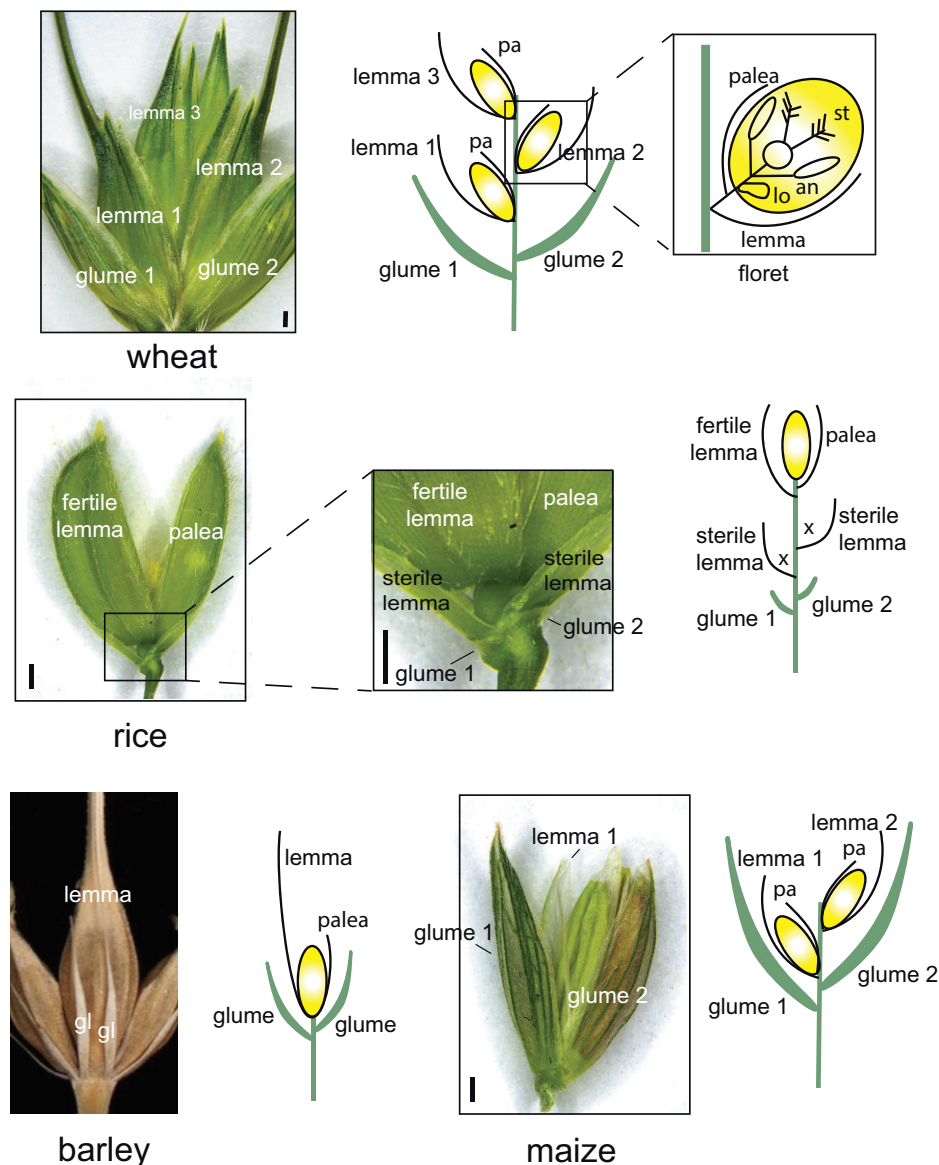 lemma 3
lemma 2
lemma 1
glume 1
glume 2
wheat
pa
lemma 3
lemma 1
pa
lemma 2
glume 1
glume 2
palea
st
an
lo
lemma
floret
fertile
lemma
palea
rice
fertile
lemma
palea
sterile
lemma
sterile
lemma
glume 2
glume 1
fertile
lemma
palea
x
sterile
lemma
sterile
lemma
x
glume 1
glume 2
lemma
gl
gl
barley
lemma
palea
glume
glume
lemma 1
glume 1
glume 2
maize
lemma 2
lemma 1
pa
pa
glume 2
glume 1